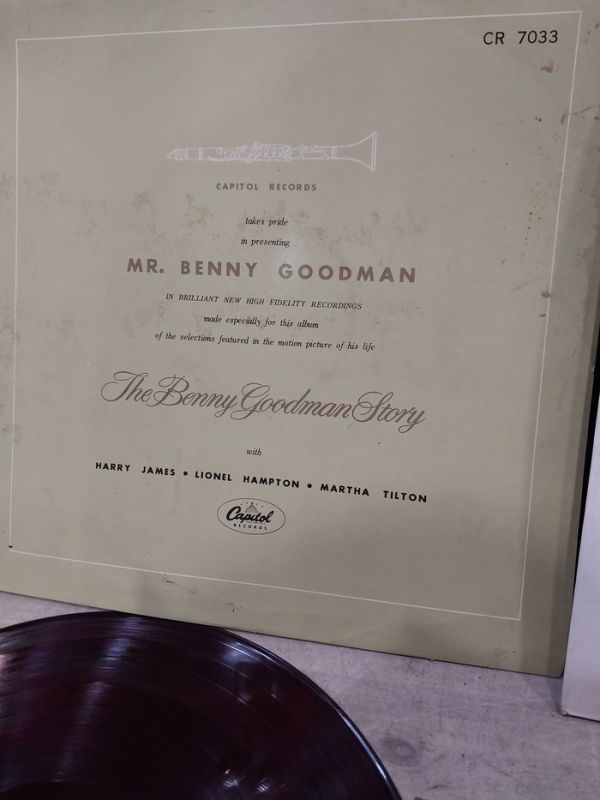 CR 7033
CAPITOL RECORDS
takes pride
in presenting
MR. BENNY GOODMAN
IN BRILLIANT NEW HIGH FIDELITY RECORDINGS
made especially for this album
of the selections featured in the motion picture of his life
The Benny Goodman Story
with
HARRY JAMES • LIONEL HAMPTON • MARTHA TILTON
Capitol
RECORDS